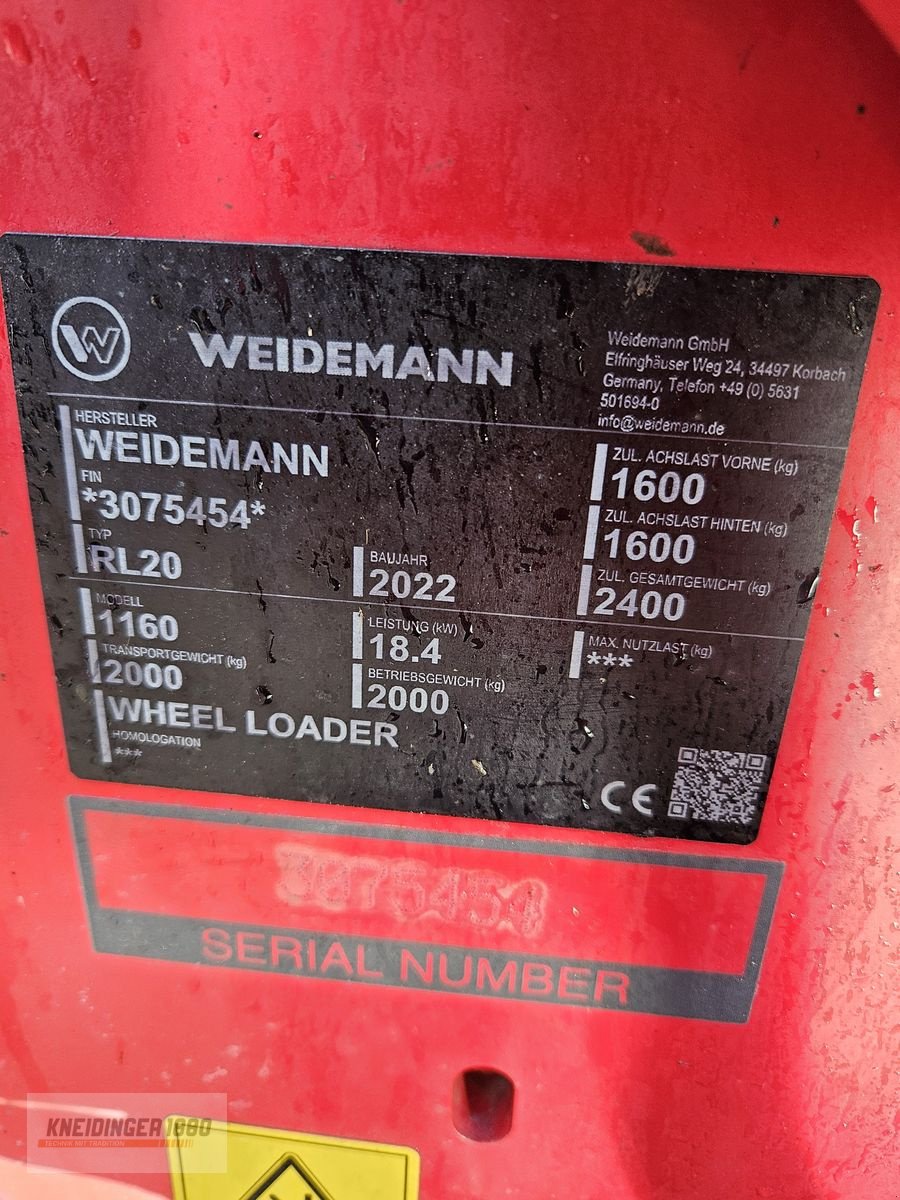 WEIDEMANN
Weidemann GmbH
Elfringhäuser Weg 24, 34497 Korbach
Germany, Telefon +49 (0) 5631
501694-0
info@weidemann.de
HERSTELLER
WEIDEMANN
FIN
*3075454*
TYP
RL20
BAUJAHR
2022
ZUL. ACHSLAST VORNE (kg)
1600
ZUL. ACHSLAST HINTEN (kg)
1600
ZUL. GESAMTGEWICHT (kg)
2400
MODELL
1160
LEISTUNG (kW)
18.4
MAX. NUTZLAST (kg)
***
TRANSPORTGEWICHT (kg)
2000
BETRIEBSGEWICHT (kg)
2000
WHEEL LOADER
HOMOLOGATION
***
CE
3075454
SERIAL NUMBER
KNEIDINGER1880
TECHNIK MIT TRADITION